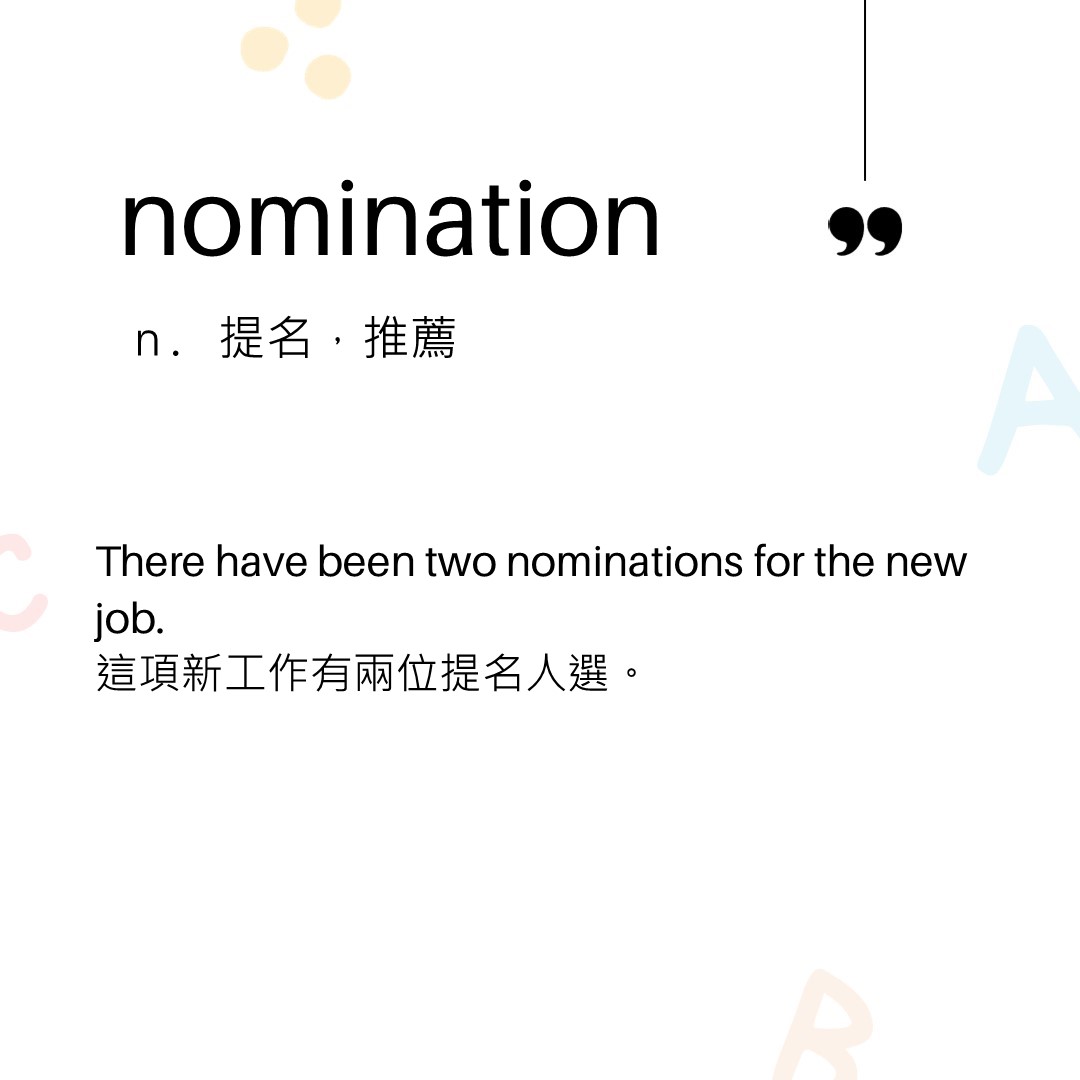 nomination
”
n. 提名，推薦
A
C
There have been two nominations for the new
job.
這項新工作有兩位提名人選。
B